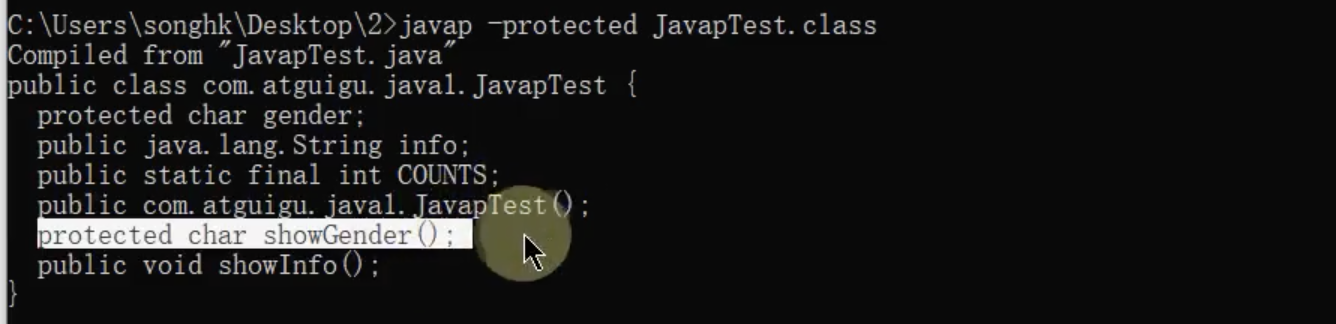 C:\Users\songhk\Desktop\2>javap -protected JavapTest.class
Compiled from "JavapTest.java"
public class com.atguigu.java1.JavapTest {
protected char gender;
public java.lang.String info;
public static final int COUNTS;
public com.atguigu.java1.JavapTest();
protected char showGender();
public void showInfo();
}